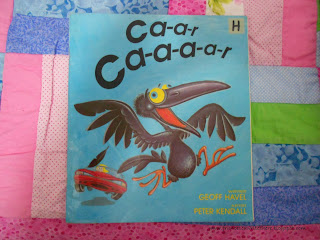 Ca-a-r
H
Ca-a-a-a-r
GEOFF HAVEL
PETER KENDALL